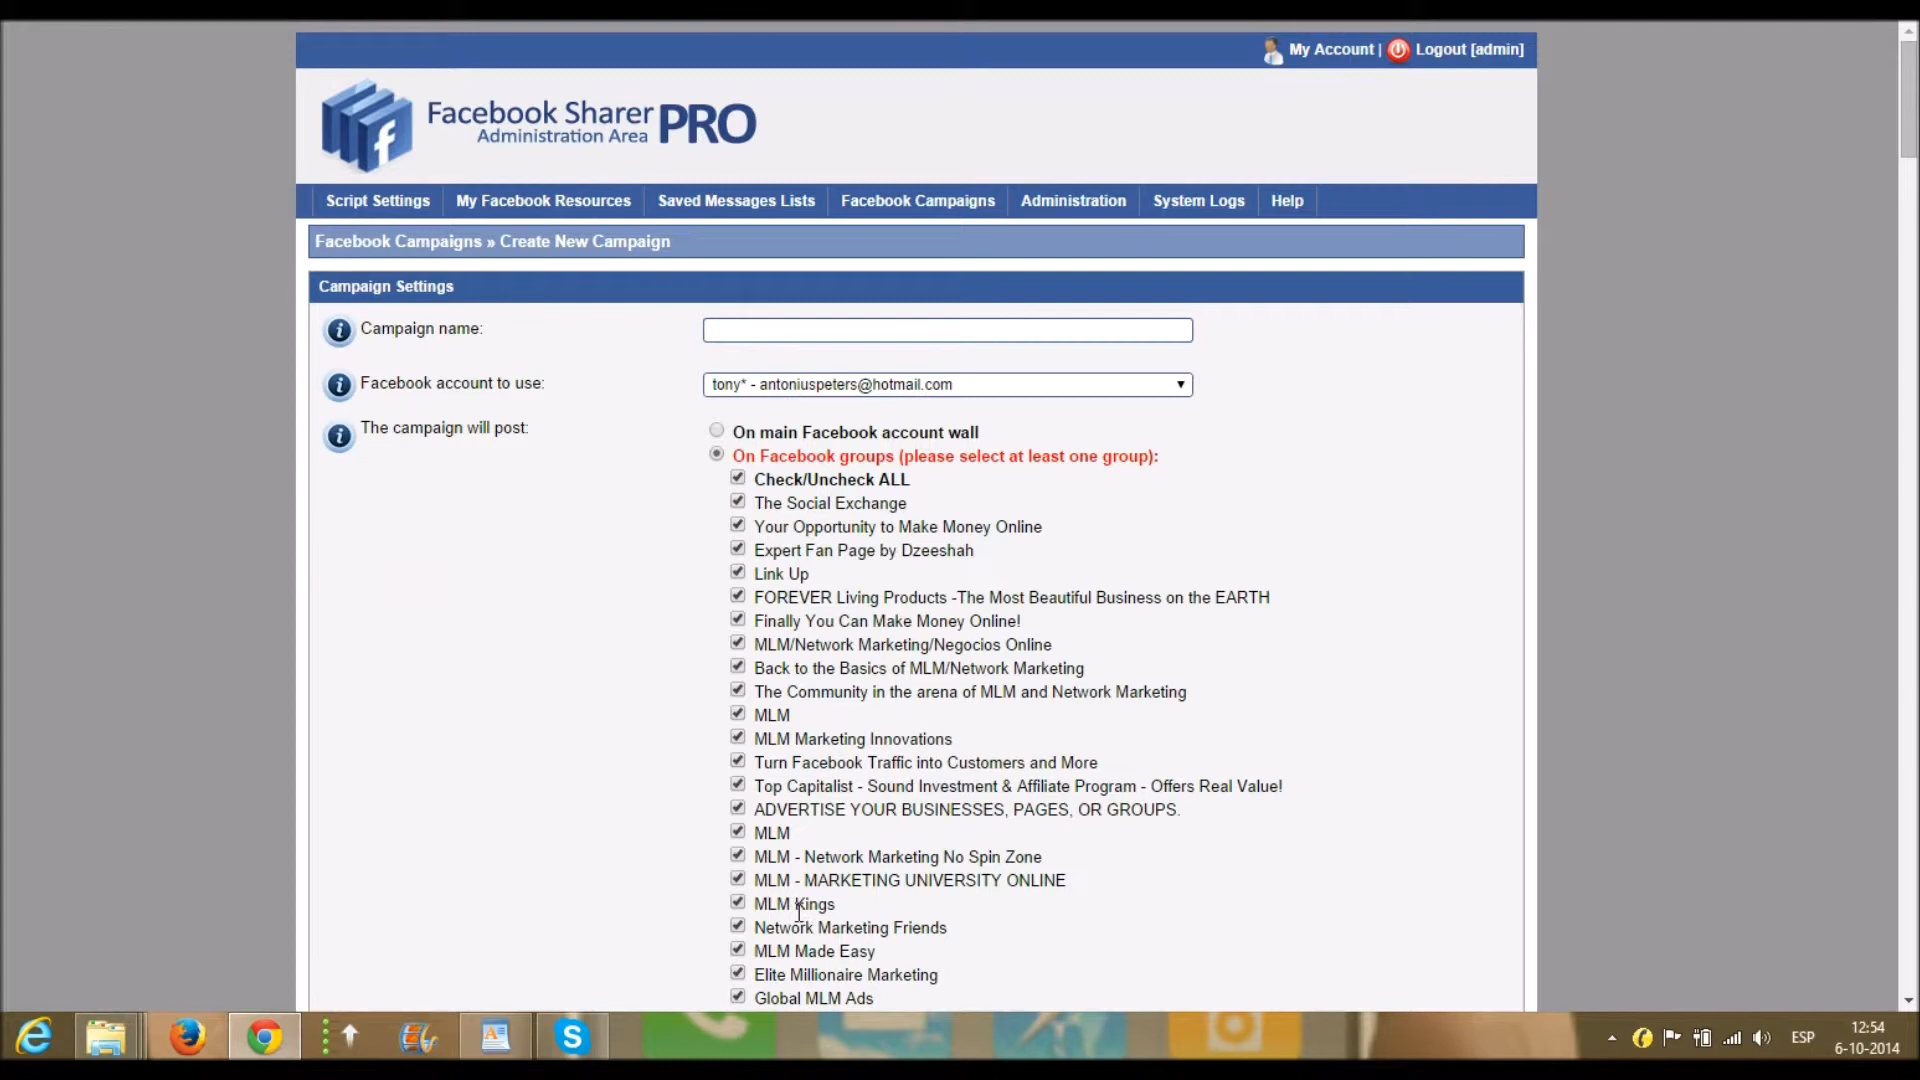 My Account | Logout [admin]
Facebook Sharer PRO
Administration Area
Script Settings My Facebook Resources Saved Messages Lists Facebook Campaigns Administration System Logs Help
Facebook Campaigns » Create New Campaign
Campaign Settings
Campaign name:
Facebook account to use: tony* - antoniuspeters@hotmail.com
The campaign will post:
On main Facebook account wall
On Facebook groups (please select at least one group):
Check/Uncheck ALL
The Social Exchange
Your Opportunity to Make Money Online
Expert Fan Page by Dzeeshah
Link Up
FOREVER Living Products -The Most Beautiful Business on the EARTH
Finally You Can Make Money Online!
MLM/Network Marketing/Negocios Online
Back to the Basics of MLM/Network Marketing
The Community in the arena of MLM and Network Marketing
MLM
MLM Marketing Innovations
Turn Facebook Traffic into Customers and More
Top Capitalist - Sound Investment & Affiliate Program - Offers Real Value!
ADVERTISE YOUR BUSINESSES, PAGES, OR GROUPS.
MLM
MLM - Network Marketing No Spin Zone
MLM - MARKETING UNIVERSITY ONLINE
MLM Kings
Network Marketing Friends
MLM Made Easy
Elite Millionaire Marketing
Global MLM Ads
ESP
12:54
6-10-2014